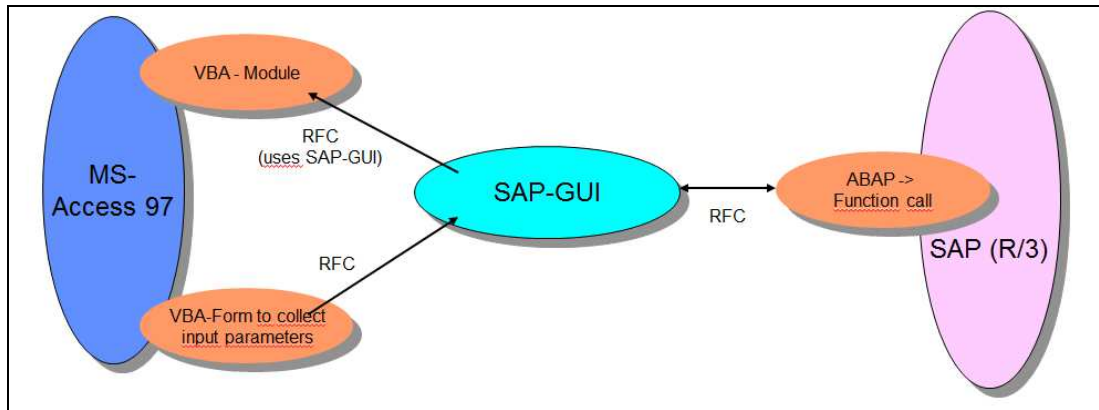 VBA - Module
RFC
(uses SAP-GUI)
MS-
Access 97
SAP-GUI
RFC
ABAP ->
Function call
SAP (R/3)
RFC
VBA-Form to collect
input parameters